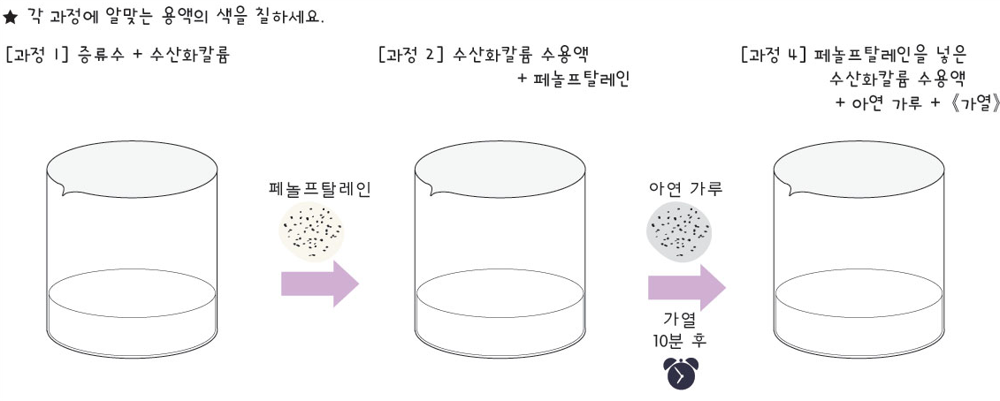 ★ 각 과정에 알맞는 용액의 색을 칠하세요.
[과정 1] 증류수 + 수산화칼륨
[과정 2] 수산화칼륨 수용액
+ 페놀프탈레인
[과정 4] 페놀프탈레인을 넣은
수산화칼륨 수용액
+ 아연 가루 + 《가열》
페놀프탈레인
아연 가루
가열
10분 후